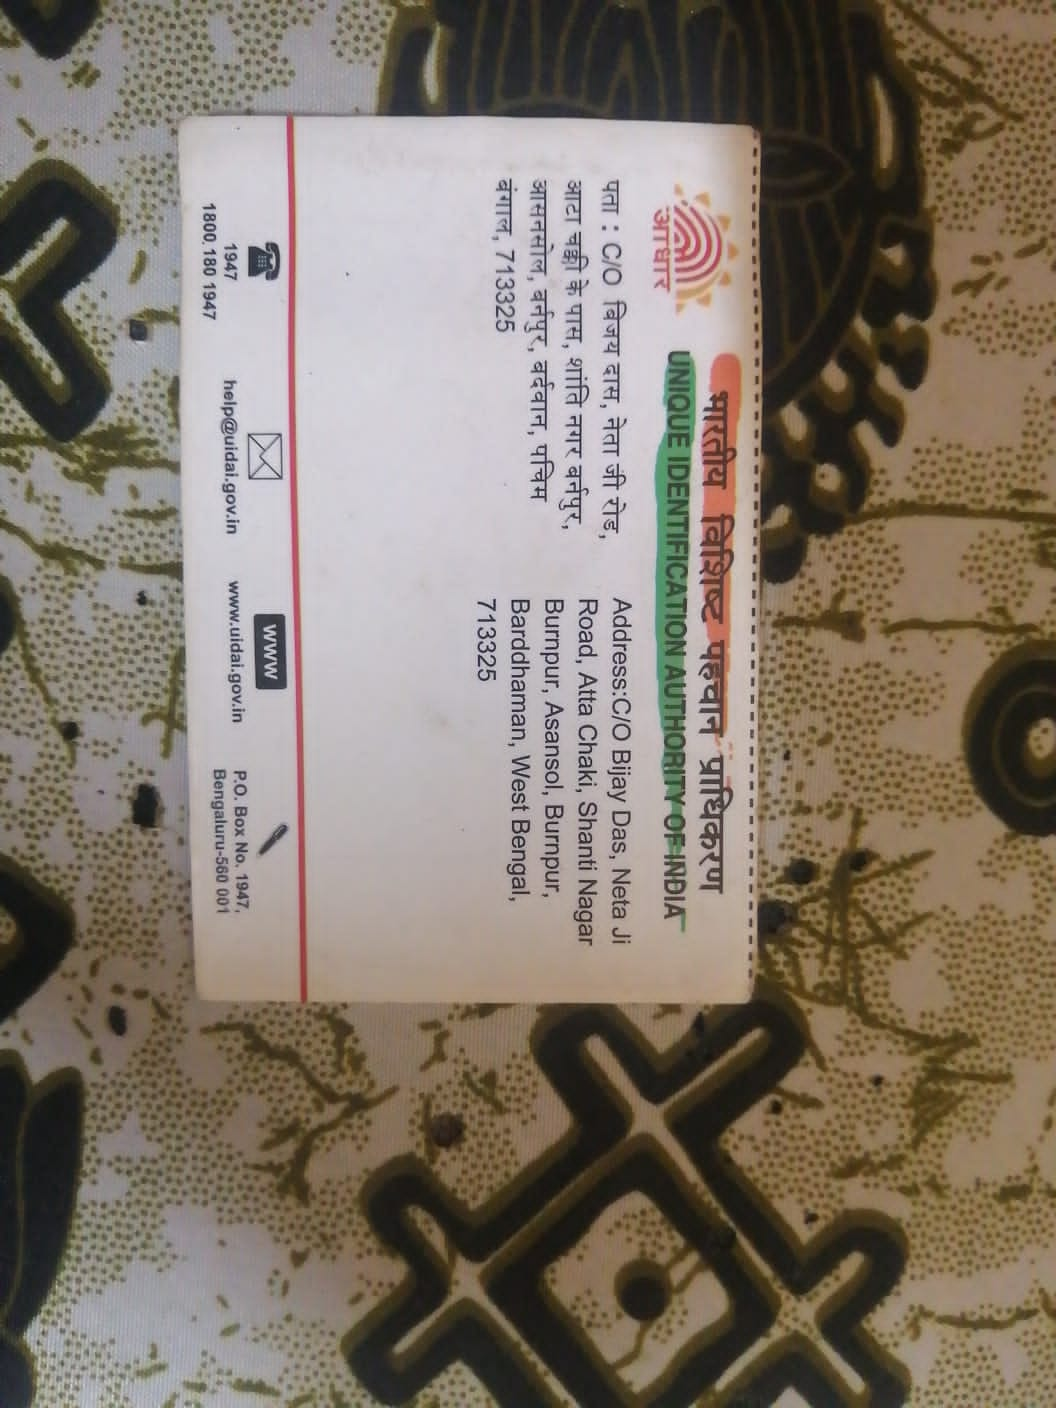 आधार
भारतीय विशिष्ट पहचान प्राधिकरण
UNIQUE IDENTIFICATION AUTHORITY OF INDIA
पता : C/O विजय दास, नेता जी रोड,
आटा चक्की के पास, शांति नगर बर्नपुर,
आसनसोल, बर्नपुर, बर्दवान, पचिम
बंगाल, 713325
Address:C/O Bijay Das, Neta Ji
Road, Atta Chaki, Shanti Nagar
Burnpur, Asansol, Burnpur,
Barddhaman, West Bengal,
713325
1947
1800 180 1947
help@uidai.gov.in
www
www.uidai.gov.in
P.O. Box No. 1947,
Bengaluru-560 001